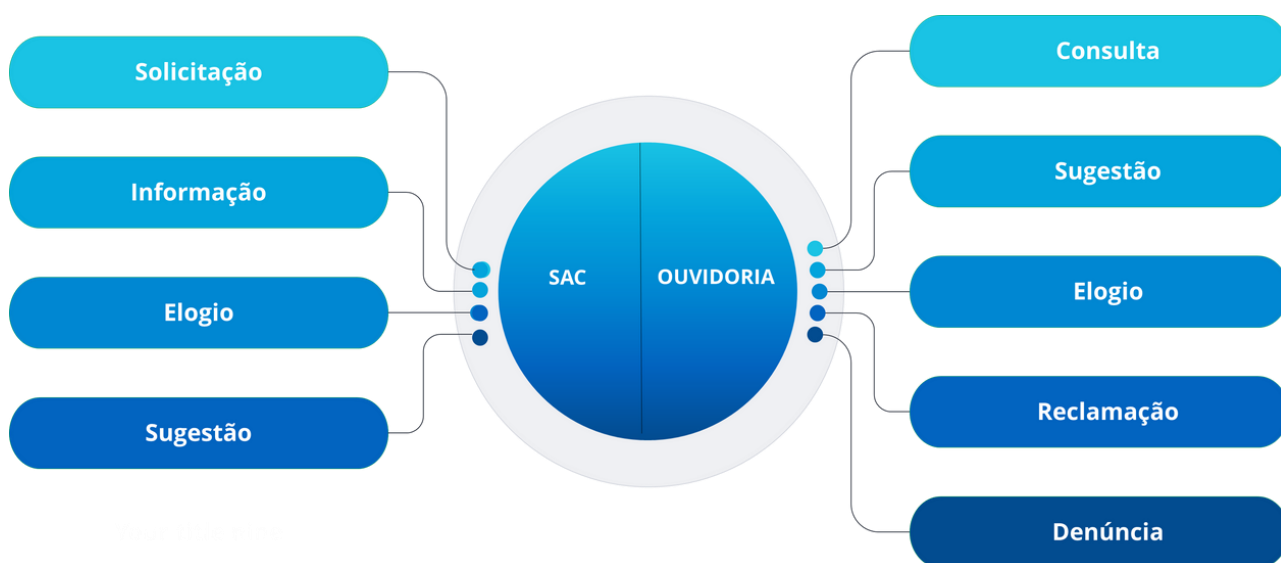 Solicitação
Informação
Elogio
Sugestão
SAC
OUVIDORIA
Consulta
Sugestão
Elogio
Reclamação
Denúncia